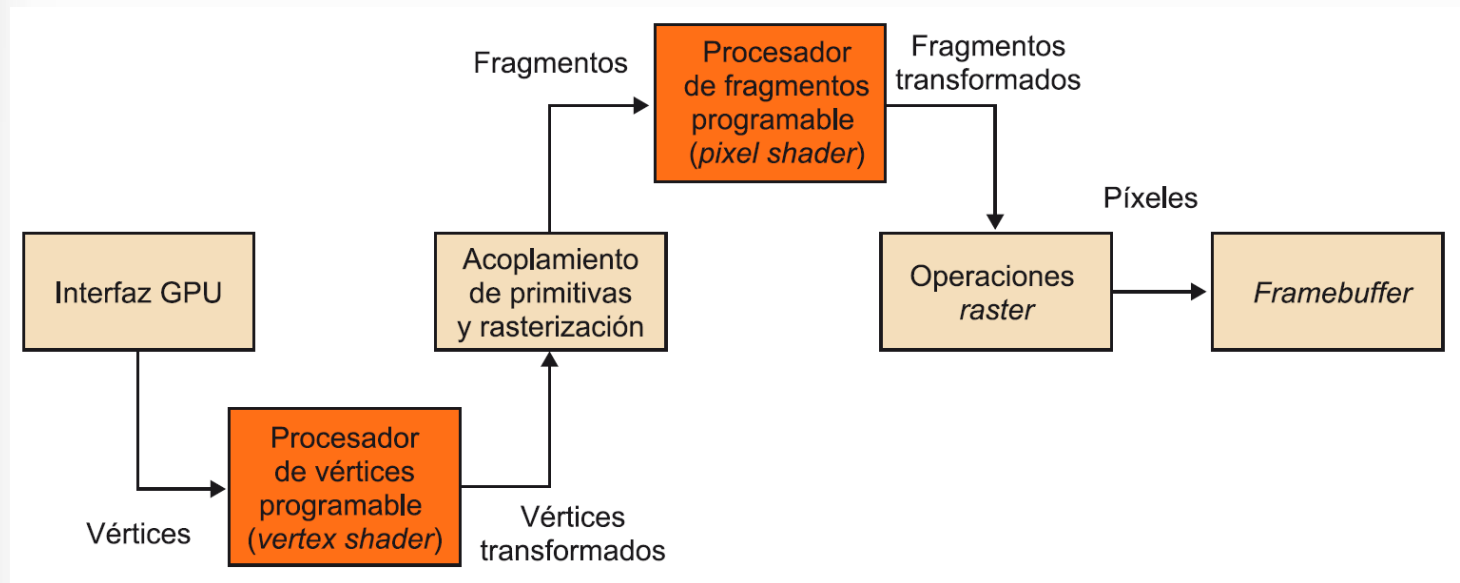 Interfaz GPU
Vértices
Procesador
de vértices
programable
(vertex shader)
Vértices
transformados
Acoplamiento
de primitivas
y rasterización
Fragmentos
Procesador
de fragmentos
programable
(pixel shader)
Fragmentos
transformados
Operaciones
raster
Píxeles
Framebuffer